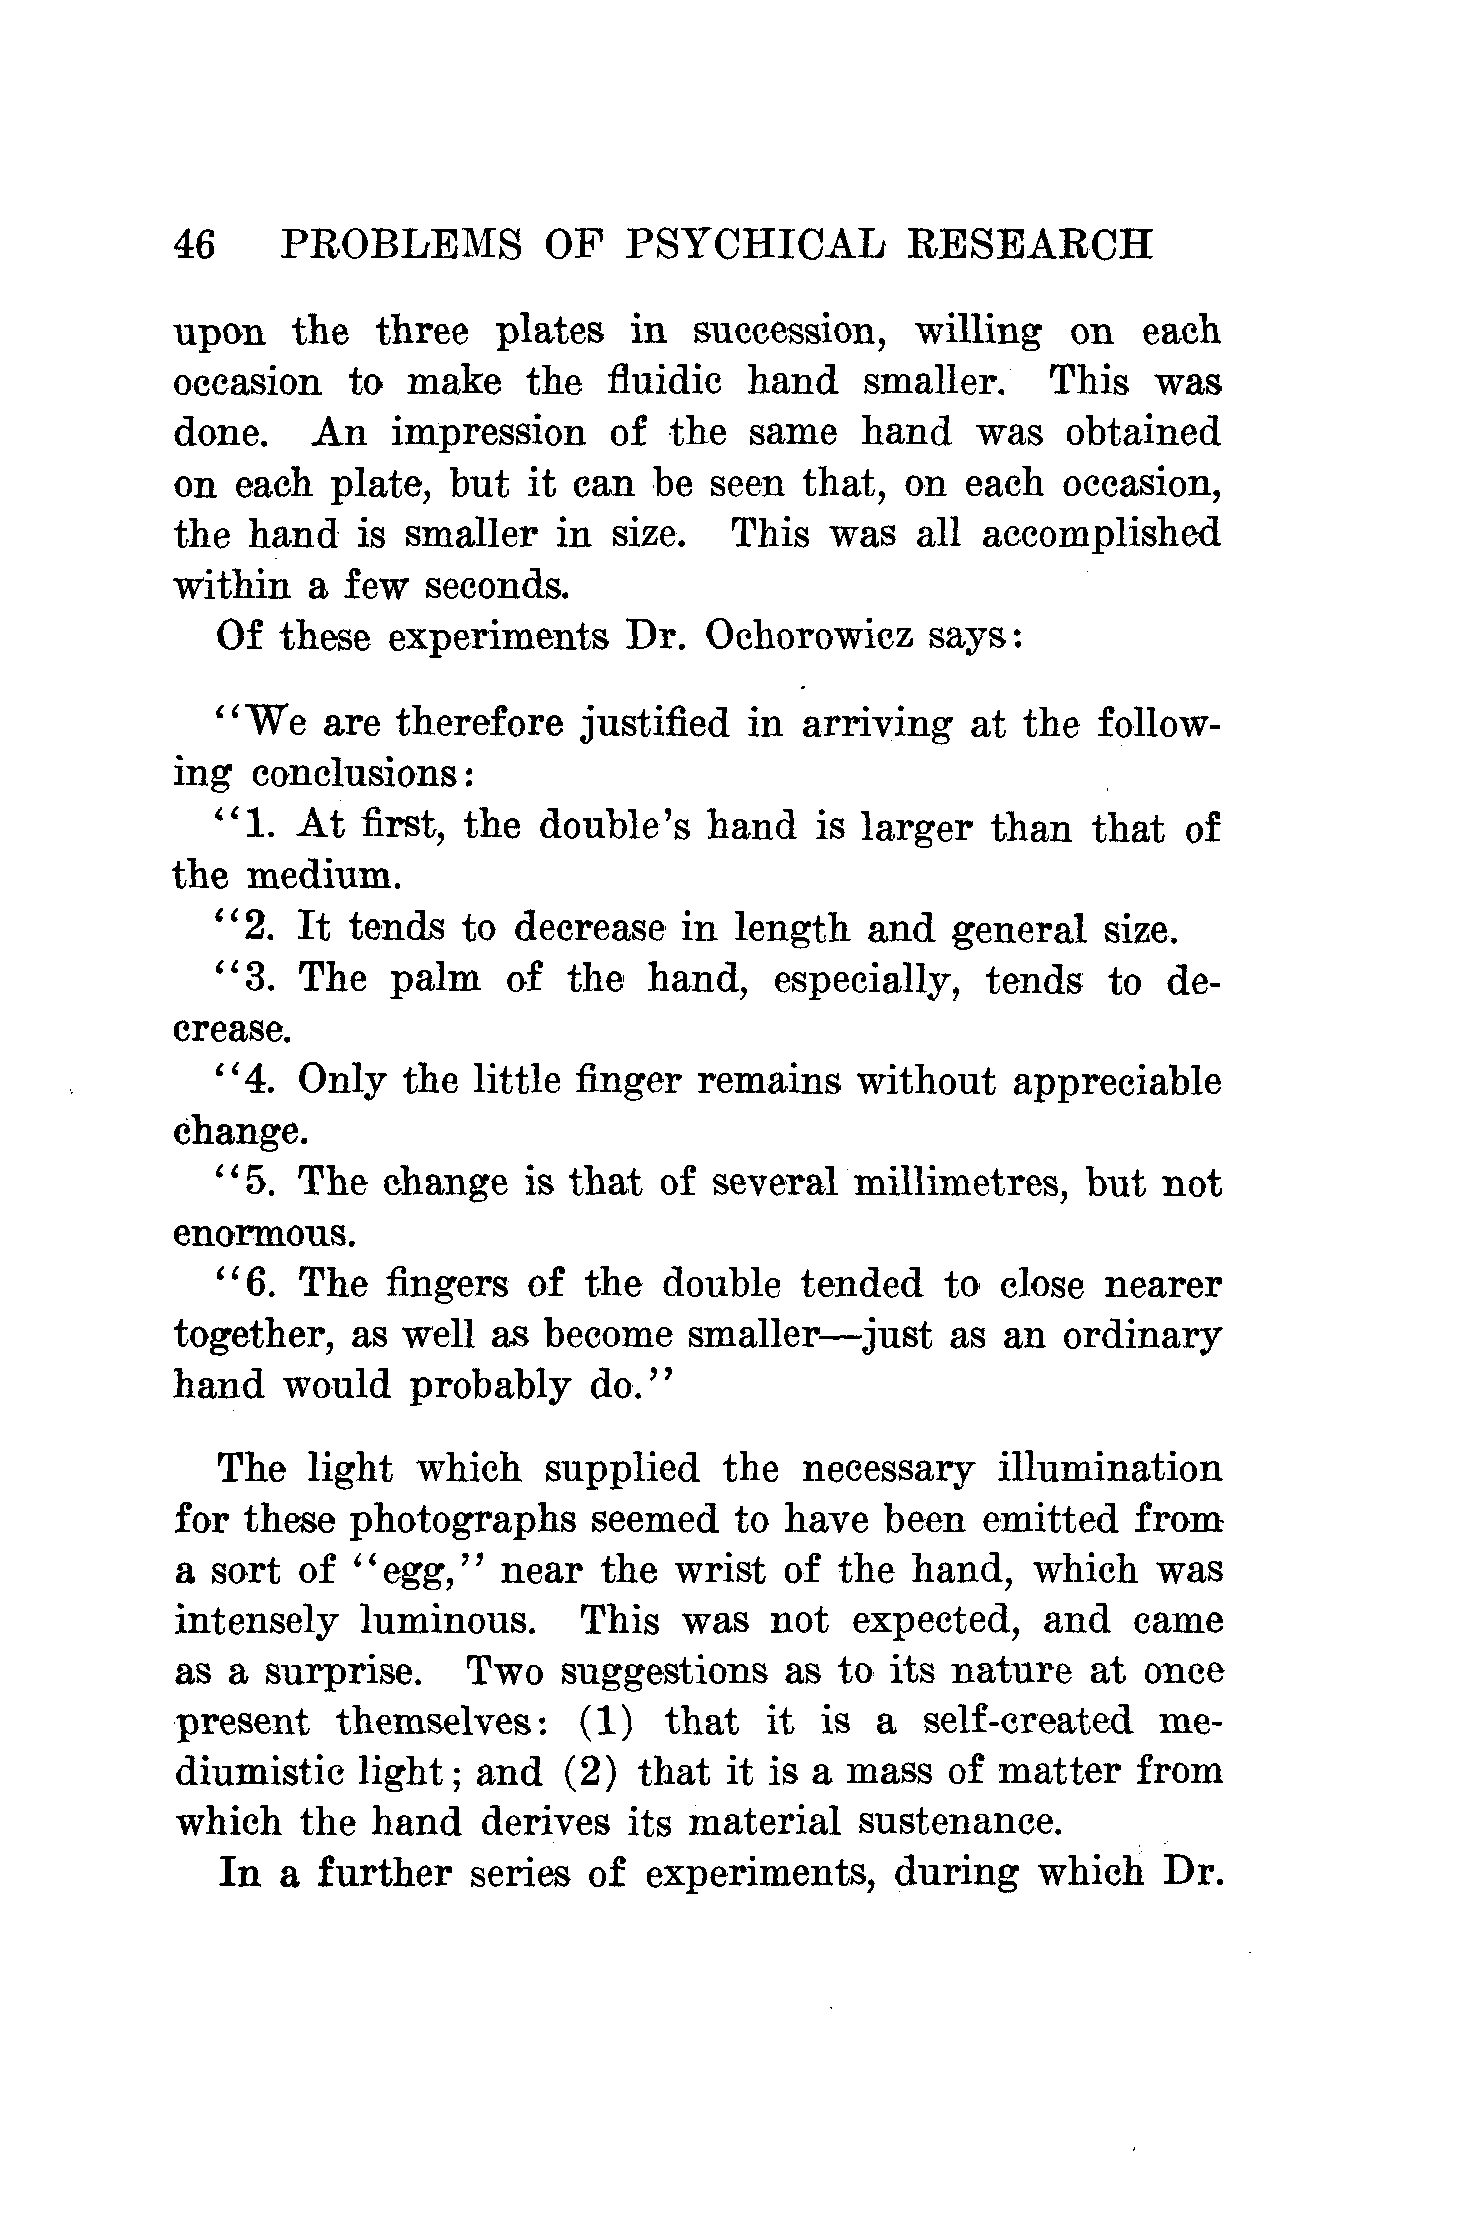 46 PROBLEMS OF PSYCHICAL RESEARCH
upon the three plates in succession, willing on each
occasion to make the fluidic hand smaller. This was
done. An impression of the same hand was obtained
on each plate, but it can be seen that, on each occasion,
the hand is smaller in size. This was all accomplished
within a few seconds.
Of these experiments Dr. Ochorowicz says:
“We are therefore justified in arriving at the follow-
ing conclusions:
“1. At first, the double’s hand is larger than that of
the medium.
“2. It tends to decrease in length and general size.
“3. The palm of the hand, especially, tends to de-
crease.
“4. Only the little finger remains without appreciable
change.
“5. The change is that of several millimetres, but not
enormous.
“6. The fingers of the double tended to close nearer
together, as well as become smaller—just as an ordinary
hand would probably do.”
The light which supplied the necessary illumination
for these photographs seemed to have been emitted from
a sort of “egg,” near the wrist of the hand, which was
intensely luminous. This was not expected, and came
as a surprise. Two suggestions as to its nature at once
present themselves: (1) that it is a self-created me-
diumistic light; and (2) that it is a mass of matter from
which the hand derives its material sustenance.
In a further series of experiments, during which Dr.